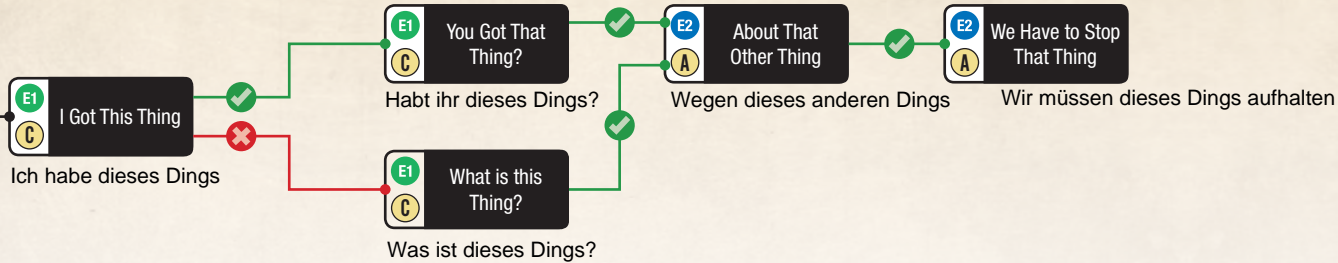 E1
C
I Got This Thing
Ich habe dieses Dings
E1
C
You Got That
Thing?
Habt ihr dieses Dings?
E1
C
What is this
Thing?
Was ist dieses Dings?
E2
A
About That
Other Thing
Wegen dieses anderen Dings
E2
A
We Have to Stop
That Thing
Wir müssen dieses Dings aufhalten